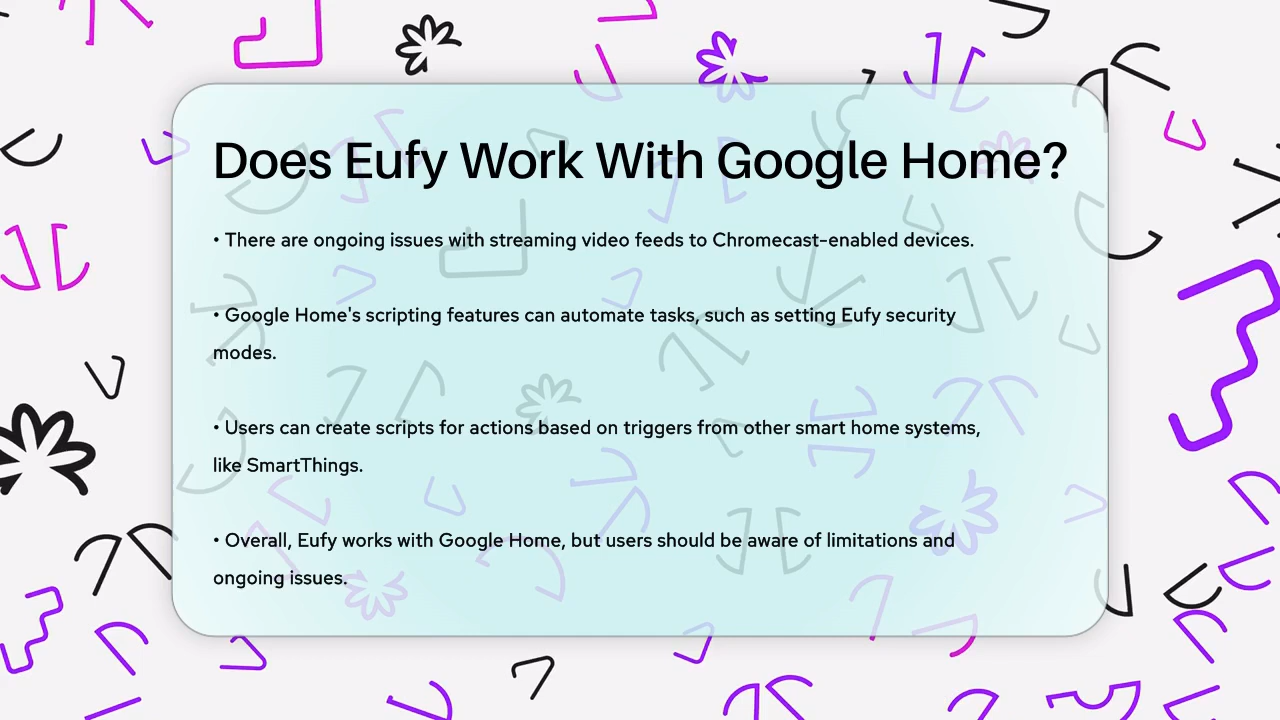 Does Eufy Work With Google Home?
• There are ongoing issues with streaming video feeds to Chromecast-enabled devices.
• Google Home's scripting features can automate tasks, such as setting Eufy security
modes.
• Users can create scripts for actions based on triggers from other smart home systems,
like SmartThings.
• Overall, Eufy works with Google Home, but users should be aware of limitations and
ongoing issues.